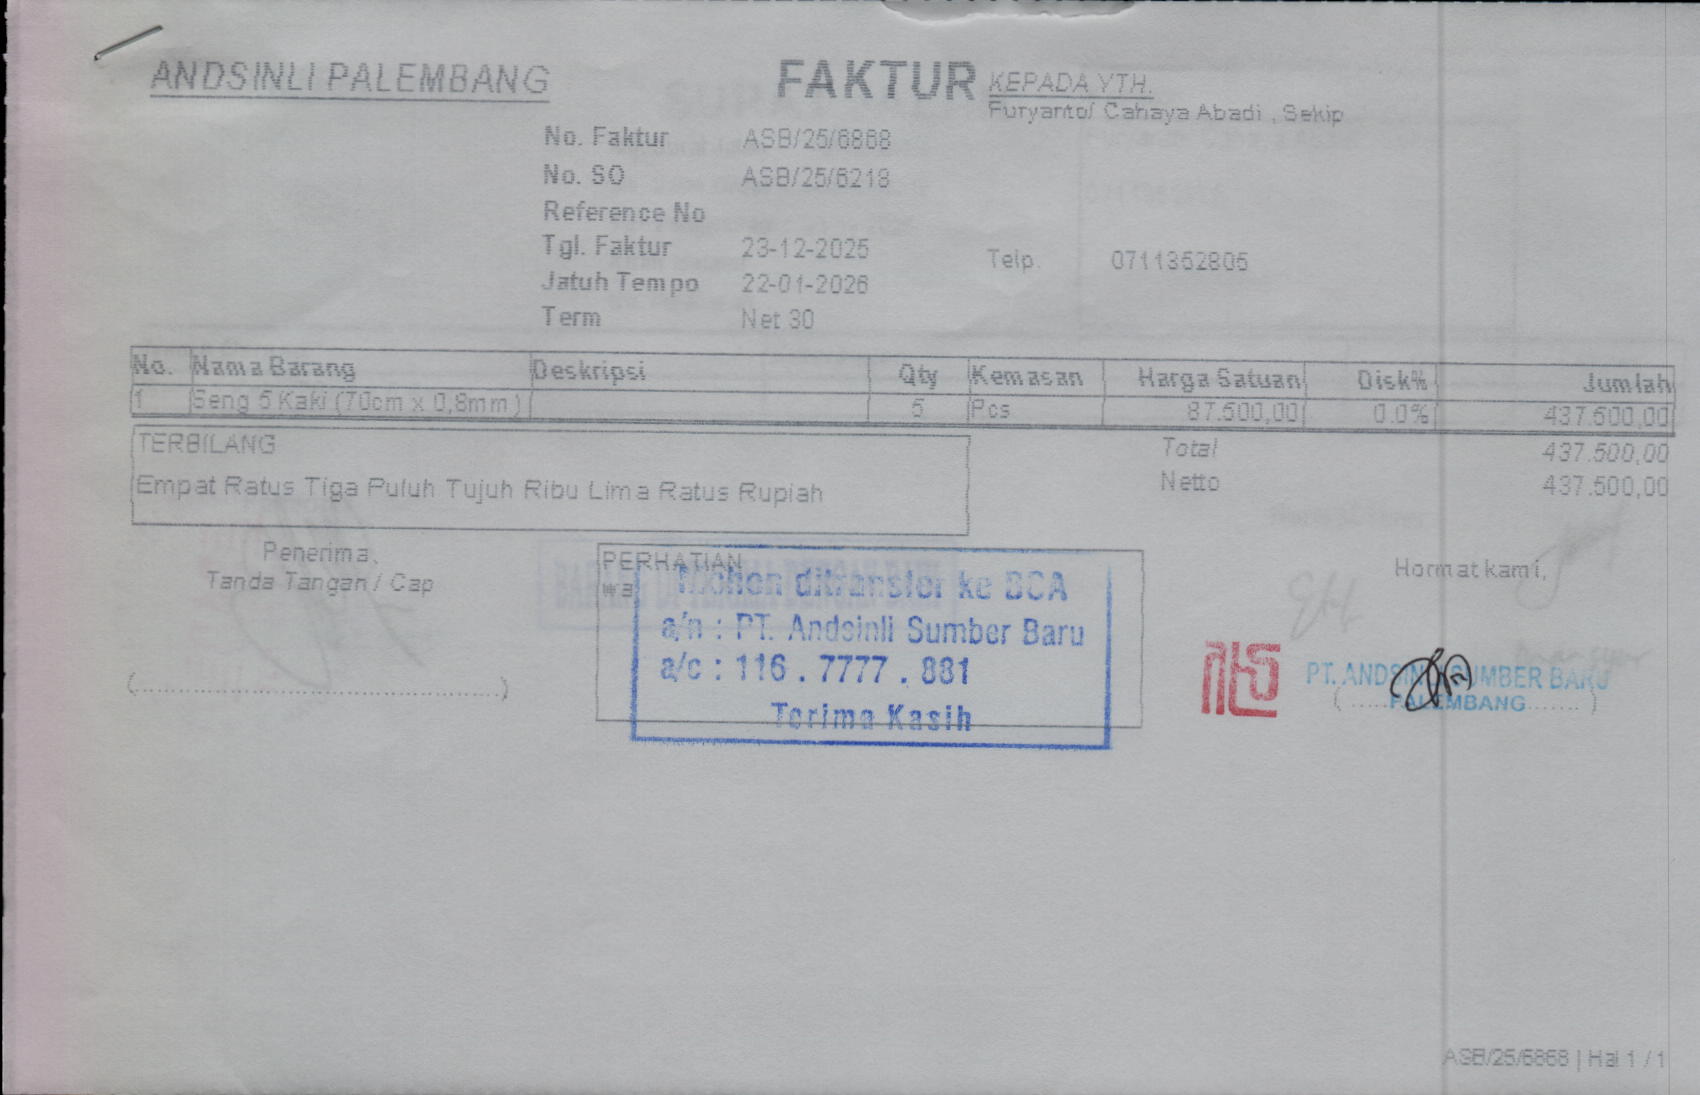 ANDSINLI PALEMBANG
FAKTUR
KEPADA YTH.
Furyanto/ Cahaya Abadi , Sekip
No. Faktur ASB/25/6868
No. SO ASB/25/6218
Reference No
Tgl. Faktur 23-12-2025
Telp. 0711352805
Jatuh Tempo 22-01-2026
Term Net 30
No. Nama Barang Deskripsi Qty Kemasan Harga Satuan Disk% Jumlah
1 Seng 5 Kaki (70cm x 0,8mm) 5 Pcs 87.500,00 0.0% 437.500,00
TERBILANG
Total 437.500,00
Empat Ratus Tiga Puluh Tujuh Ribu Lima Ratus Rupiah
Netto 437.500,00
Penerima,
Tanda Tangan / Cap
(..........................................)
PERHATIAN
Mohon ditransfer ke BCA
a/n : PT. Andsinli Sumber Baru
a/c : 116 . 7777 . 881
Terima Kasih
Hormat kami,
PT. ANDSINLI SUMBER BARU
PALEMBANG
ASB/25/6868 | Hal 1 / 1